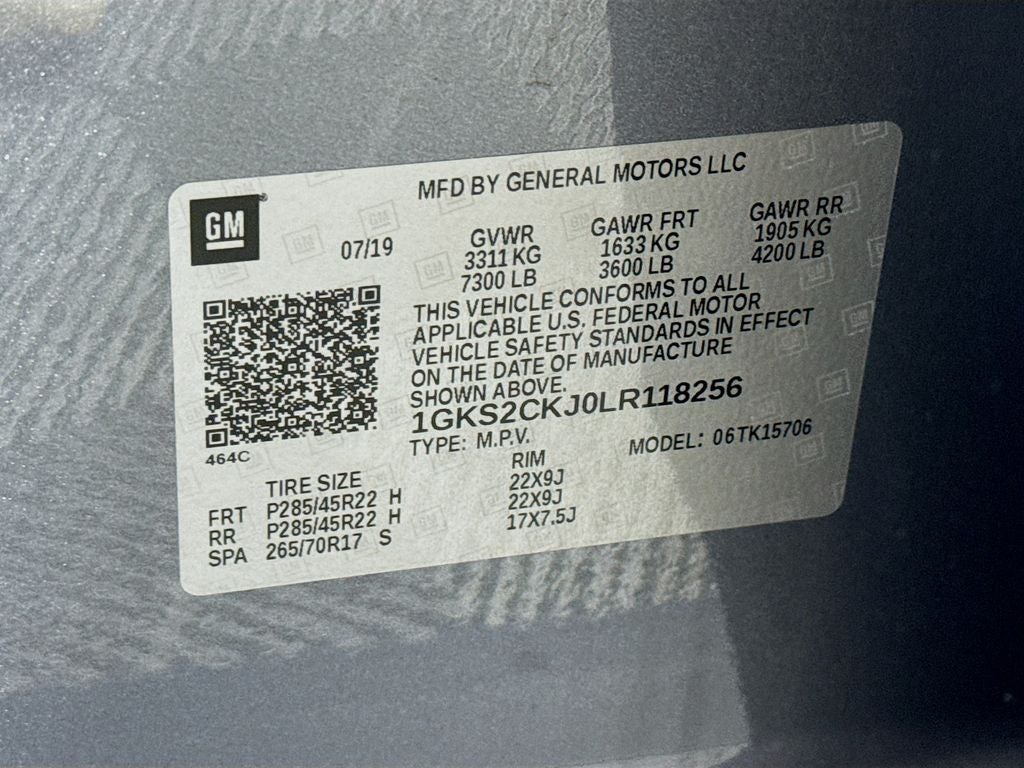 MFD BY GENERAL MOTORS LLC
GM
07/19
GVWR GAWR FRT GAWR RR
3311 KG 1633 KG 1905 KG
7300 LB 3600 LB 4200 LB
THIS VEHICLE CONFORMS TO ALL
APPLICABLE U.S. FEDERAL MOTOR
VEHICLE SAFETY STANDARDS IN EFFECT
ON THE DATE OF MANUFACTURE
SHOWN ABOVE.
1GKS2CKJ0LR118256
TYPE: M.P.V. MODEL: 06TK15706
464C
TIRE SIZE RIM
FRT P285/45R22 H 22X9J
RR P285/45R22 H 22X9J
SPA 265/70R17 S 17X7.5J